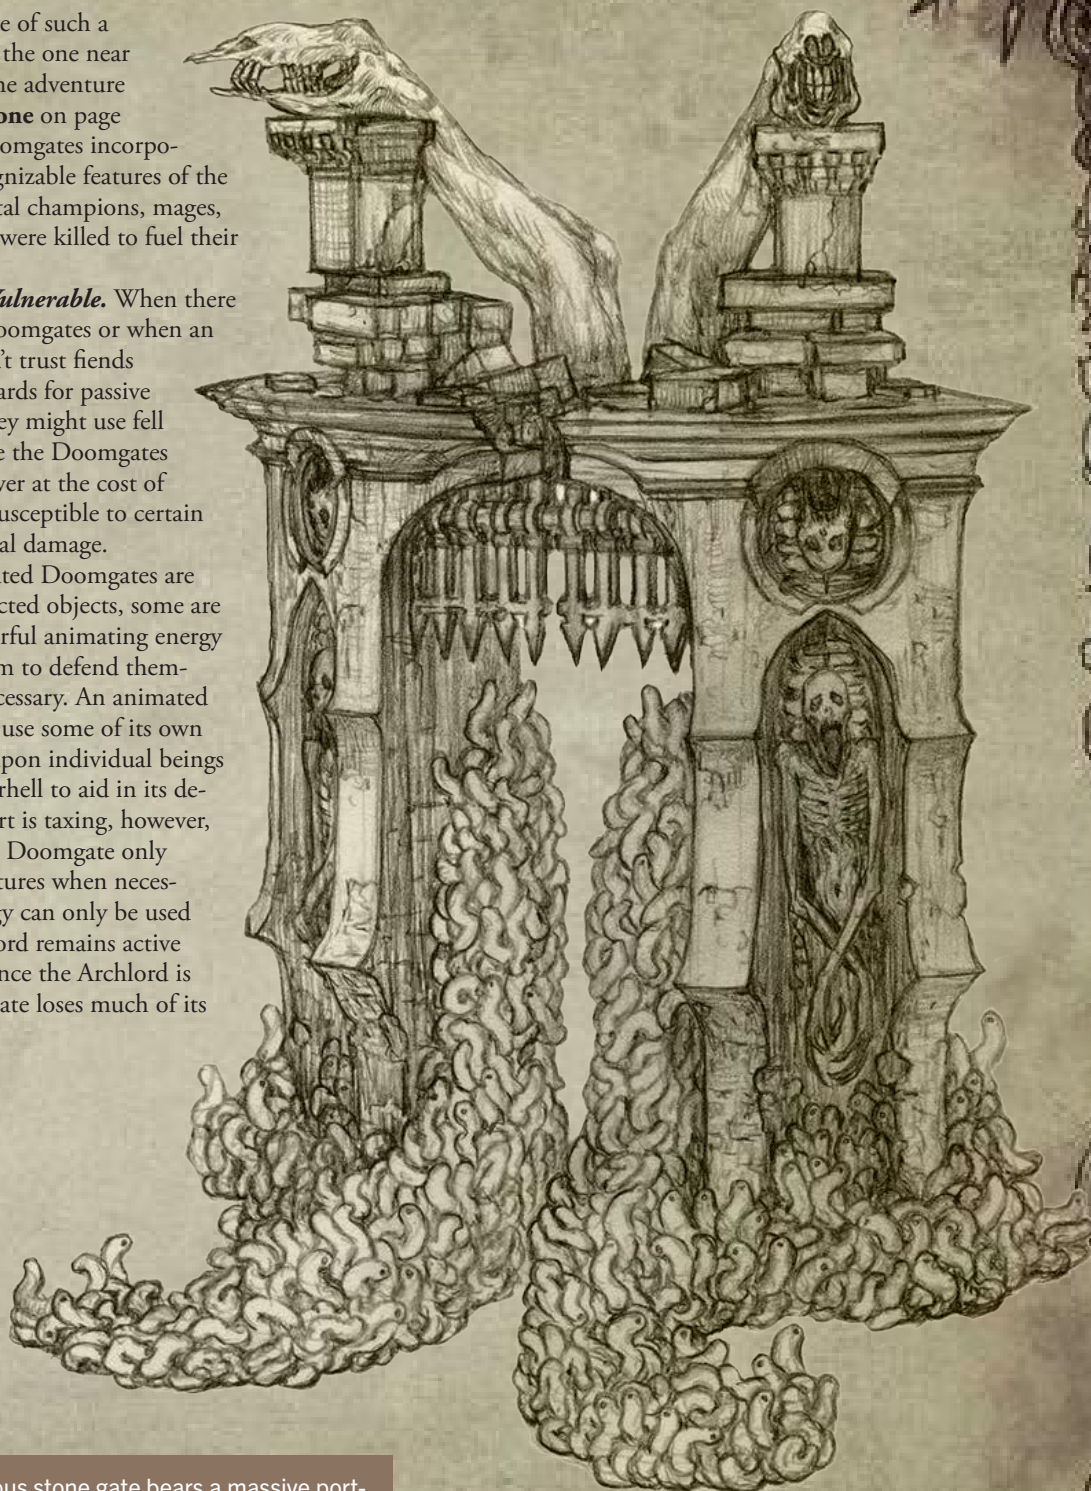 e of such a
the one near
ne adventure
one on page
oomgates incorpo-
gnizable features of the
tal champions, mages,
were killed to fuel their
ulnerable. When there
oomgates or when an
't trust fiends
ards for passive
ey might use fell
e the Doomgates
ver at the cost of
usceptible to certain
al damage.
ated Doomgates are
cted objects, some are
rful animating energy
m to defend them-
cessary. An animated
use some of its own
upon individual beings
rhell to aid in its de-
rt is taxing, however,
Doomgate only
tures when neces-
gy can only be used
ord remains active
nce the Archlord is
ate loses much of its
ous stone gate bears a massive port-